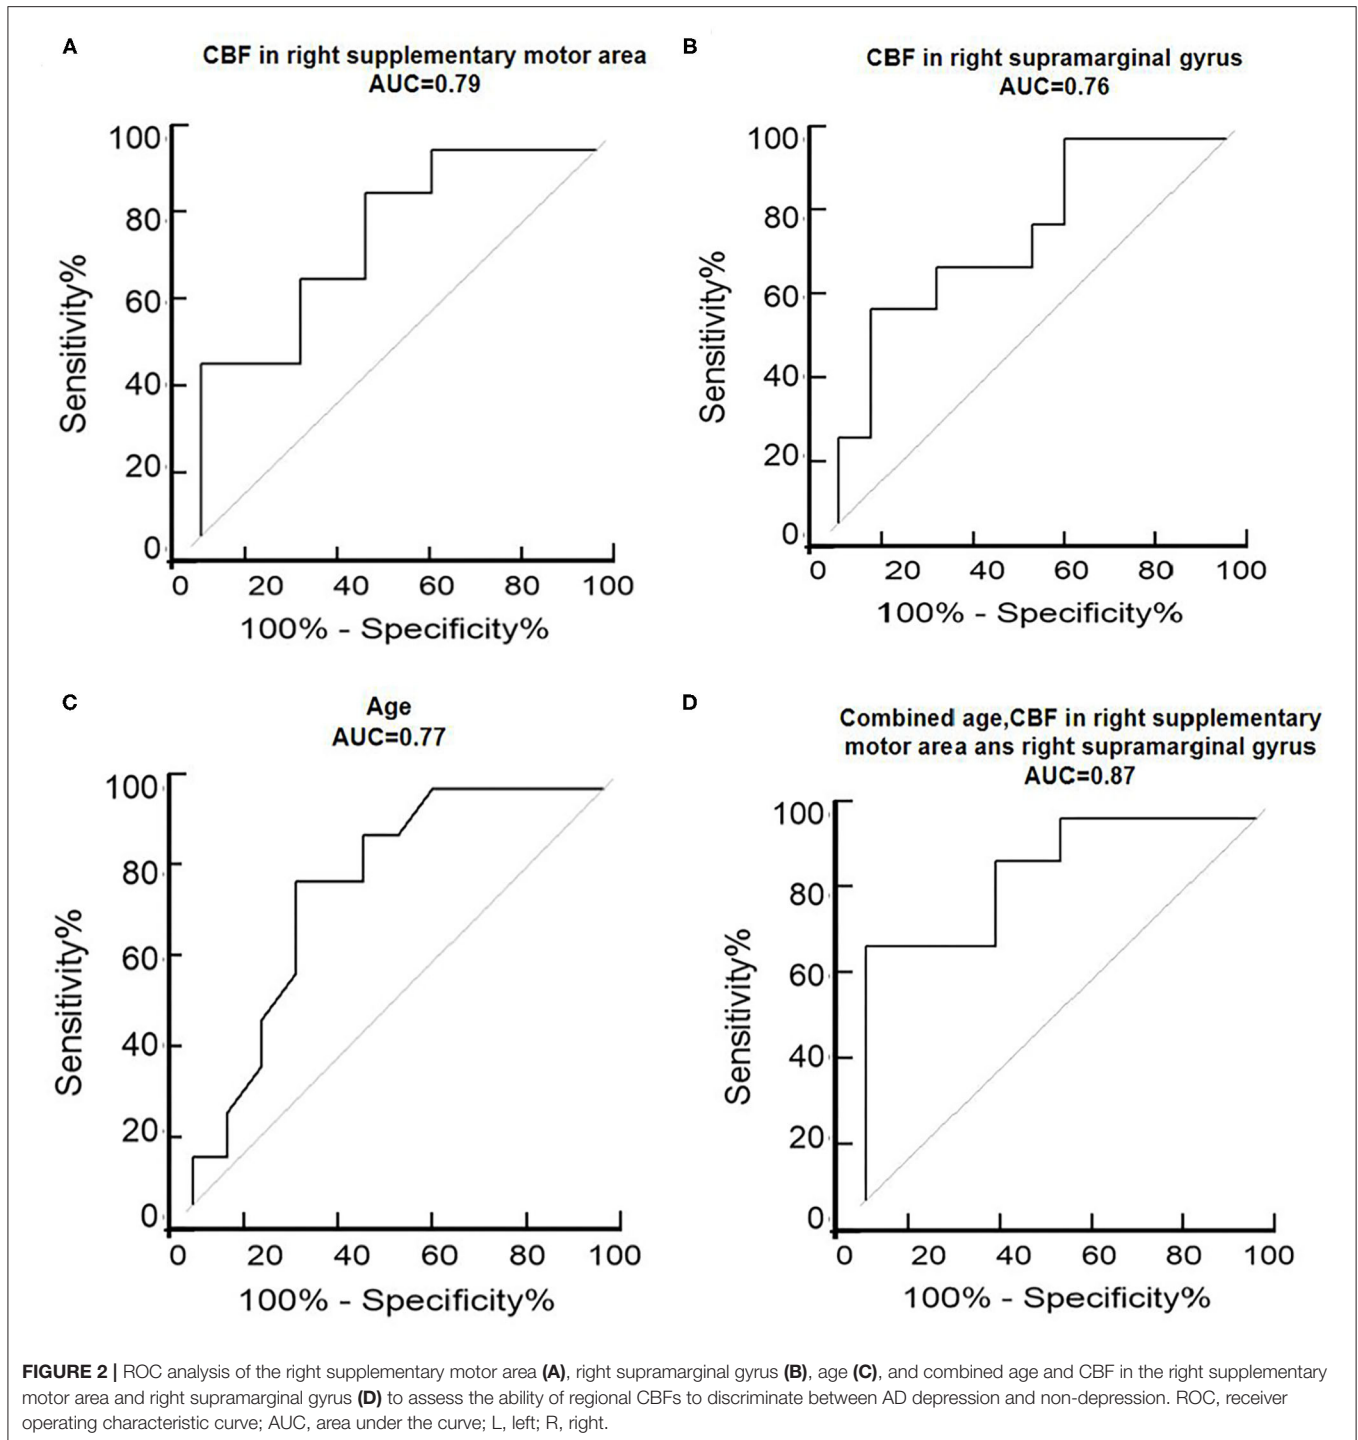 A
CBF in right supplementary motor area
AUC=0.79
100
80
60
40
20
0
Sensitivity%
0 20 40 60 80 100
100% - Specificity%
B
CBF in right supramarginal gyrus
AUC=0.76
100
80
60
40
20
0
Sensitivity%
0 20 40 60 80 100
100% - Specificity%
C
Age
AUC=0.77
100
80
60
40
20
0
Sensitivity%
0 20 40 60 80 100
100% - Specificity%
D
Combined age,CBF in right supplementary
motor area ans right supramarginal gyrus
AUC=0.87
100
80
60
40
20
0
Sensitivity%
0 20 40 60 80 100
100% - Specificity%
FIGURE 2 | ROC analysis of the right supplementary motor area (A), right supramarginal gyrus (B), age (C), and combined age and CBF in the right supplementary
motor area and right supramarginal gyrus (D) to assess the ability of regional CBFs to discriminate between AD depression and non-depression. ROC, receiver
operating characteristic curve; AUC, area under the curve; L, left; R, right.